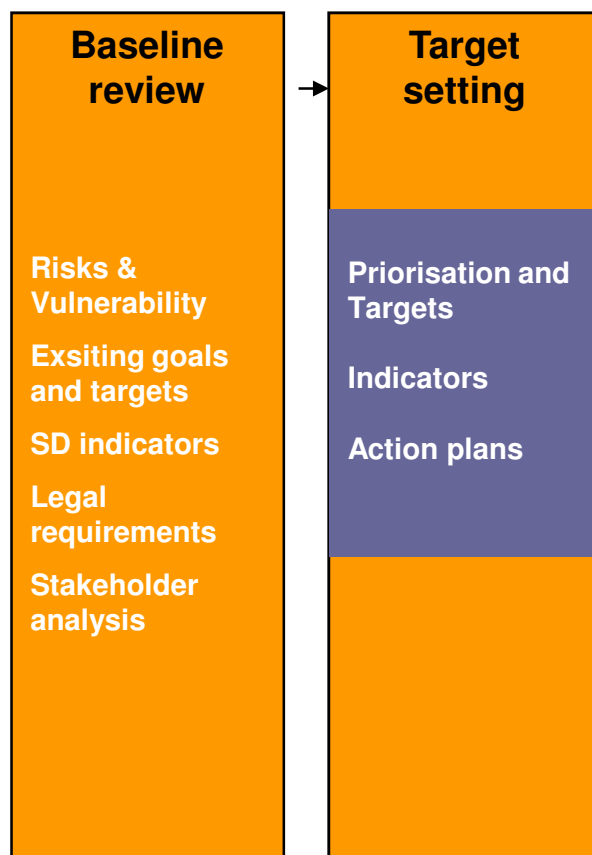 Baseline
review
Risks &
Vulnerability
Exsiting goals
and targets
SD indicators
Legal
requirements
Stakeholder
analysis
Target
setting
Priorisation and
Targets
Indicators
Action plans